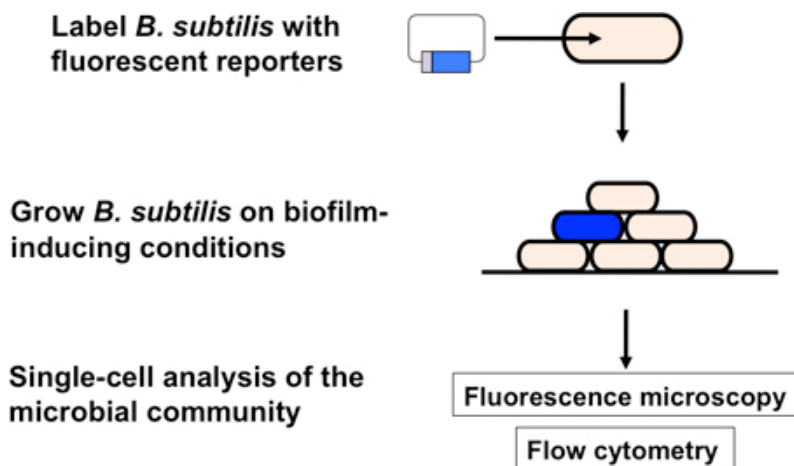 Label B. subtilis with
fluorescent reporters
Grow B. subtilis on biofilm-
inducing conditions
Single-cell analysis of the
microbial community
Fluorescence microscopy
Flow cytometry